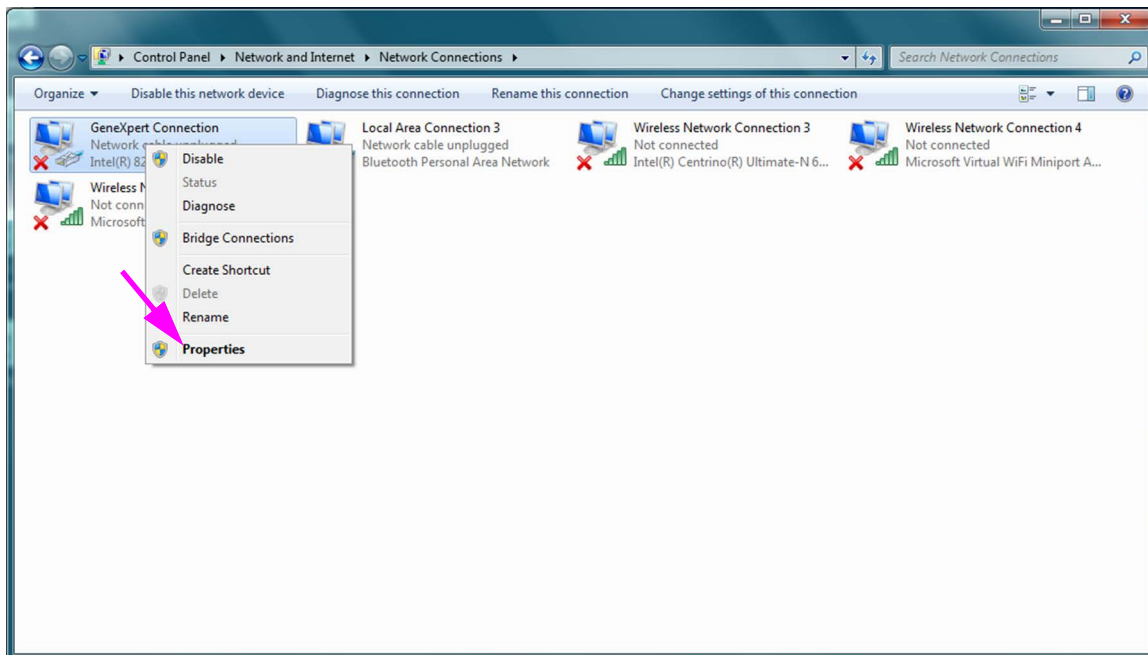 Control Panel Network and Internet Network Connections
Search Network Connections
Organize Disable this network device Diagnose this connection Rename this connection Change settings of this connection
GeneXpert Connection
Network unplugged
Intel(R) 82
Local Area Connection 3
Network cable unplugged
Bluetooth Personal Area Network
Wireless Network Connection 3
Not connected
Intel(R) Centrino(R) Ultimate-N 6...
Wireless Network Connection 4
Not connected
Microsoft Virtual WiFi Miniport A...
Wireless N
Not conn
Microsoft
Disable
Status
Diagnose
Bridge Connections
Create Shortcut
Delete
Rename
Properties